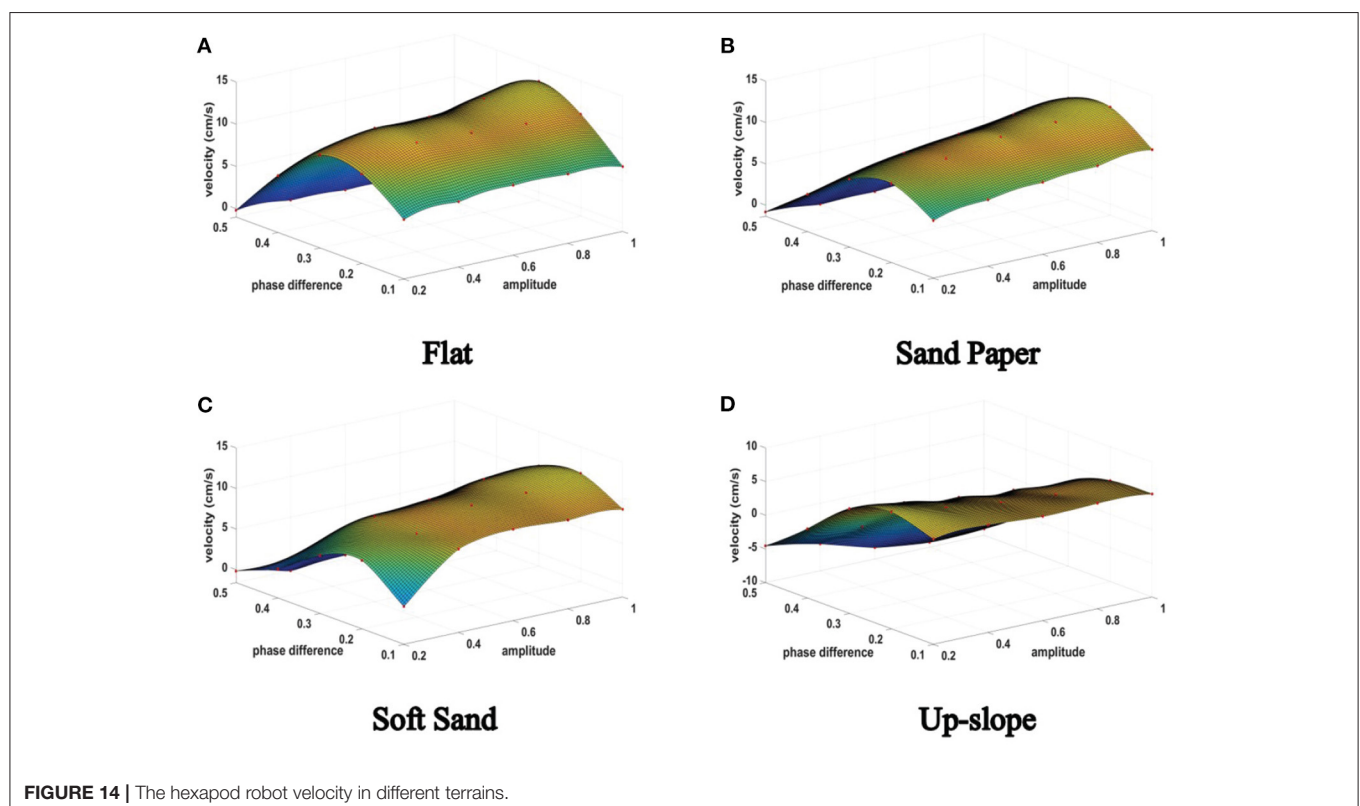 A
velocity (cm/s)
15
10
5
0
0.5
0.4
0.3
0.2
0.1
phase difference
0.2
0.4
0.6
0.8
1
amplitude
Flat
B
velocity (cm/s)
15
10
5
0
0.5
0.4
0.3
0.2
0.1
phase difference
0.2
0.4
0.6
0.8
1
amplitude
Sand Paper
C
velocity (cm/s)
15
10
5
0
0.5
0.4
0.3
0.2
0.1
phase difference
0.2
0.4
0.6
0.8
1
amplitude
Soft Sand
D
velocity (cm/s)
10
5
0
-5
-10
0.5
0.4
0.3
0.2
0.1
phase difference
0.2
0.4
0.6
0.8
1
amplitude
Up-slope
FIGURE 14 | The hexapod robot velocity in different terrains.